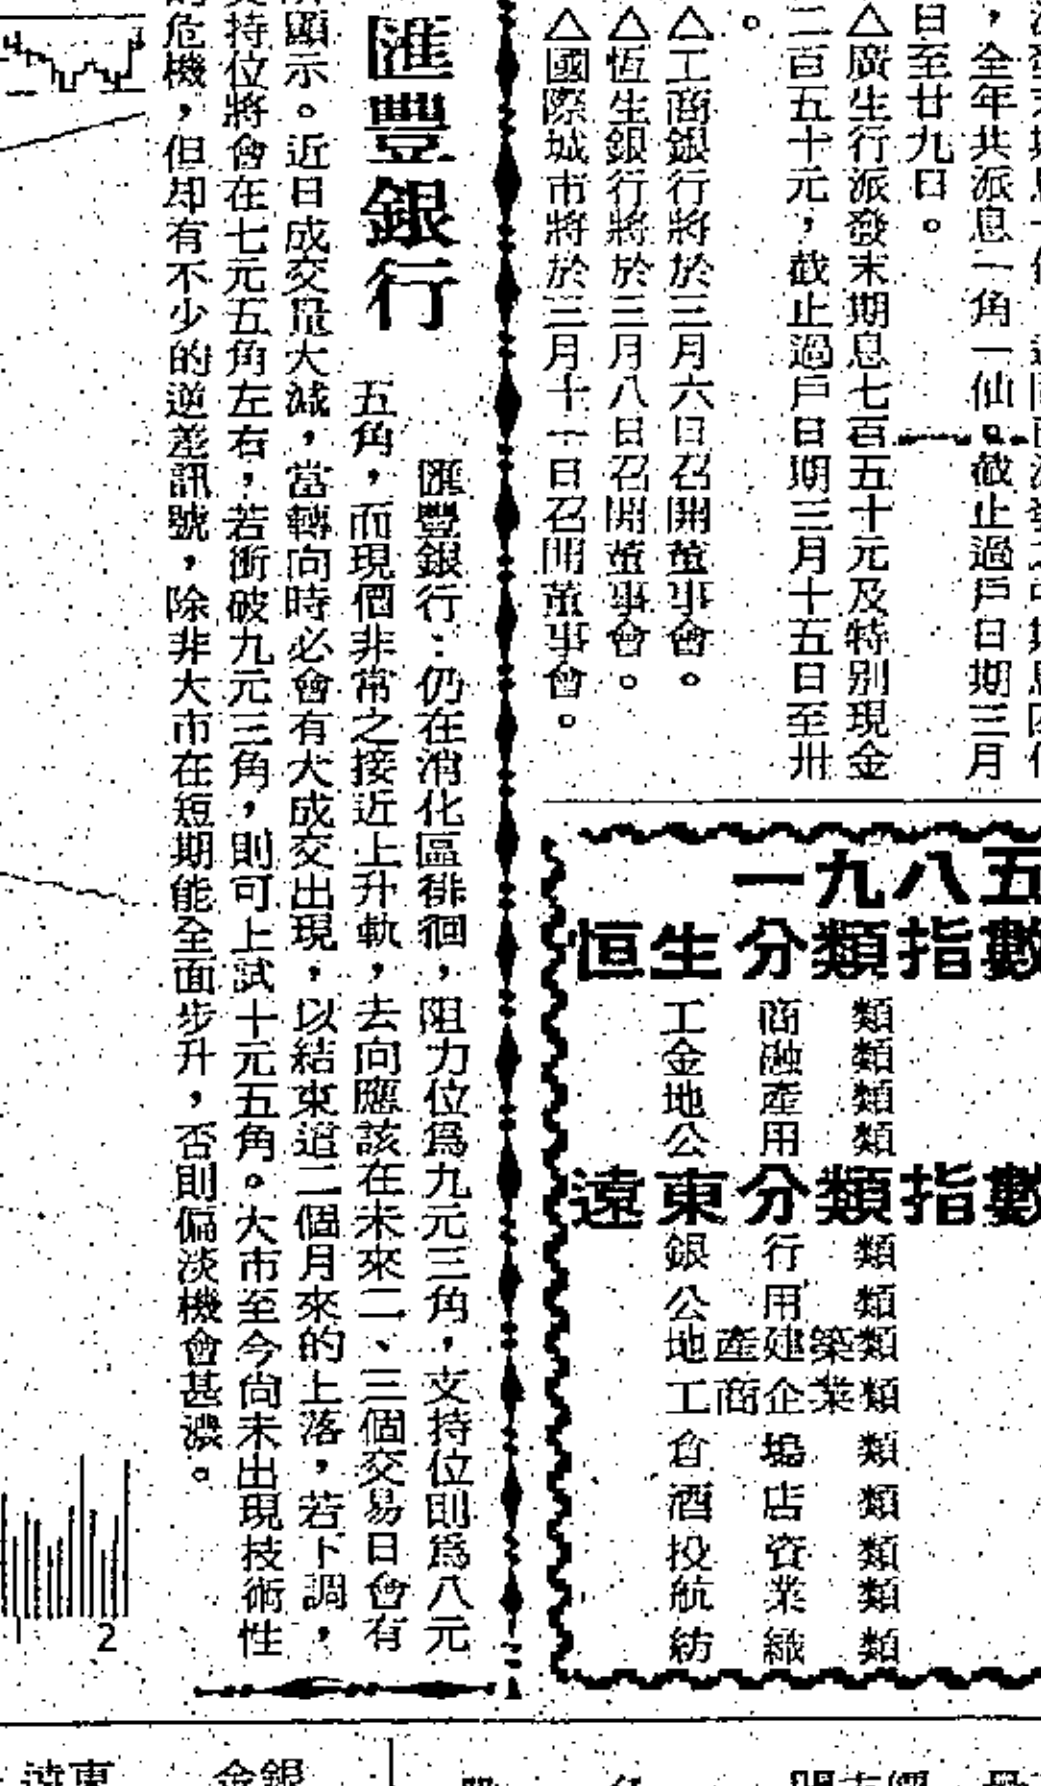 ，全年共派息二角一仙。截止過戶日期三月
日至廿九日。
△廣生行派發末期息七百五十元及特別現金
二百五十元，截止過戶日期三月十五日至卅
。
△工商銀行將於三月六日召開董事會。
△恆生銀行將於三月八日召開董事會。
△國際城市將於三月十一日召開董事會。
匯豐銀行
匯豐銀行：仍在消化區徘徊，阻力位爲九元三角，支持位則爲八元
五角，而現價非常之接近上升軌，去向應該在未來二、三個交易日會有
顯示。近日成交量大減，當轉向時必會有大成交出現，以結束這二個月來的上落，若下調，
持位將會在七元五角左右，若衝破九元三角，則可上試十元五角。大市至今尚未出現技術性
危機，但却有不少的逆差訊號，除非大市在短期能全面步升，否則偏淡機會甚濃。
一九八五
恒生分類指數
工商類
金融類
地產類
公用類
遠東分類指數
銀行類
公用類
地產建築類
工商企業類
倉塢類
酒店類
投資類
航業類
紡織類
2
遠東
金銀